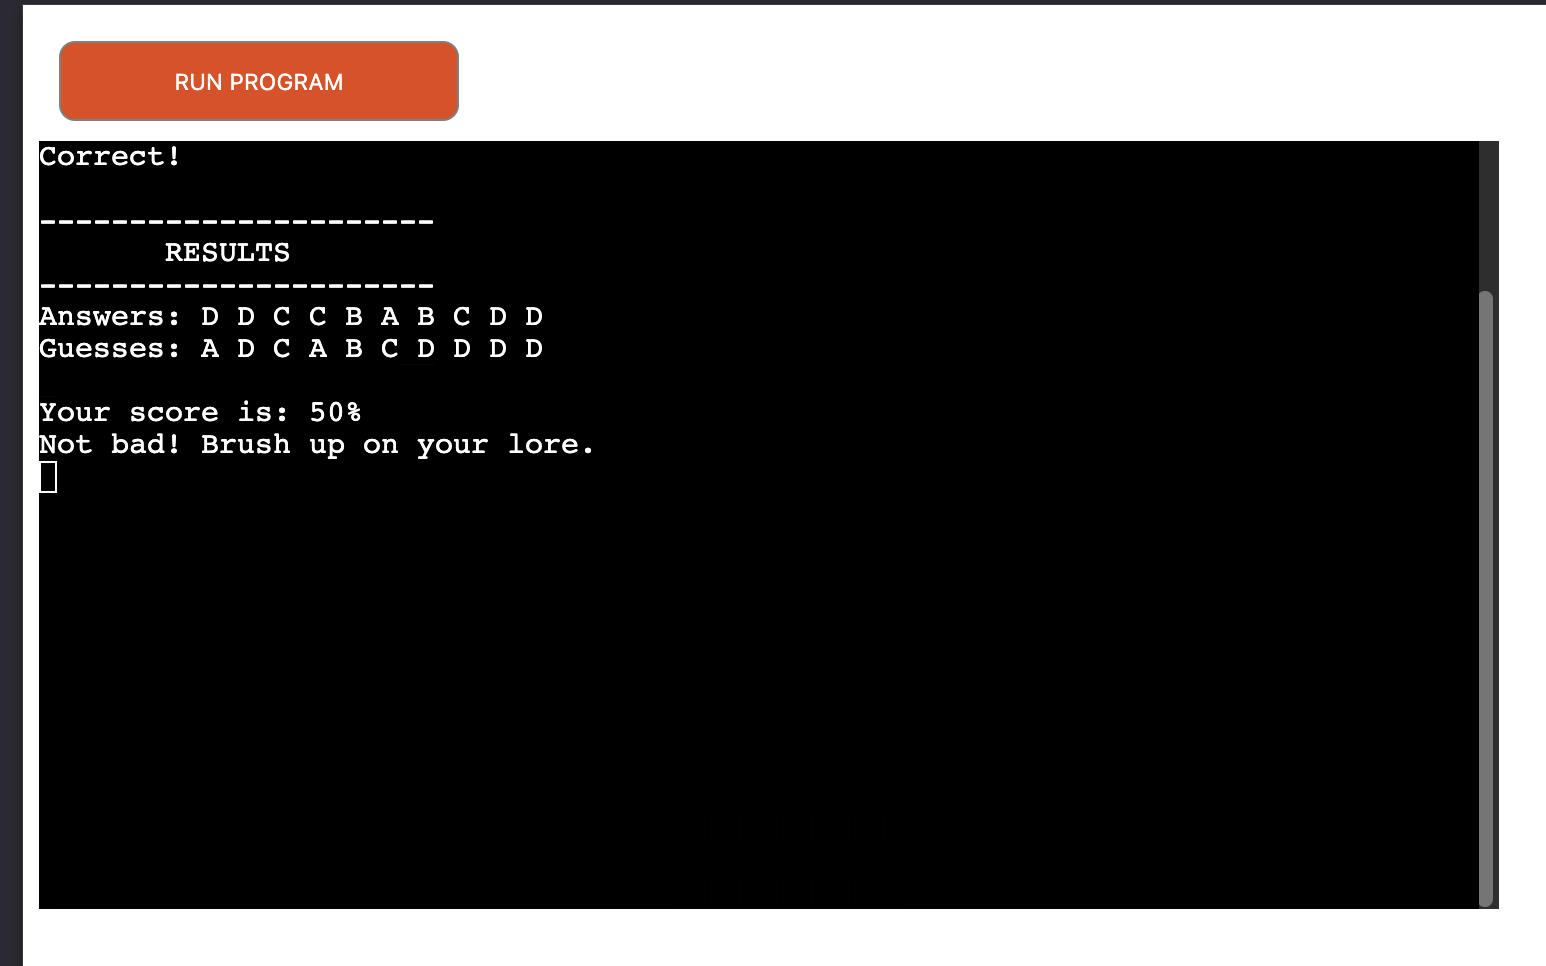 RUN PROGRAM
Correct!
----------------------
RESULTS
----------------------
Answers: D D C C B A B C D D
Guesses: A D C A B C D D D D
Your score is: 50%
Not bad! Brush up on your lore.